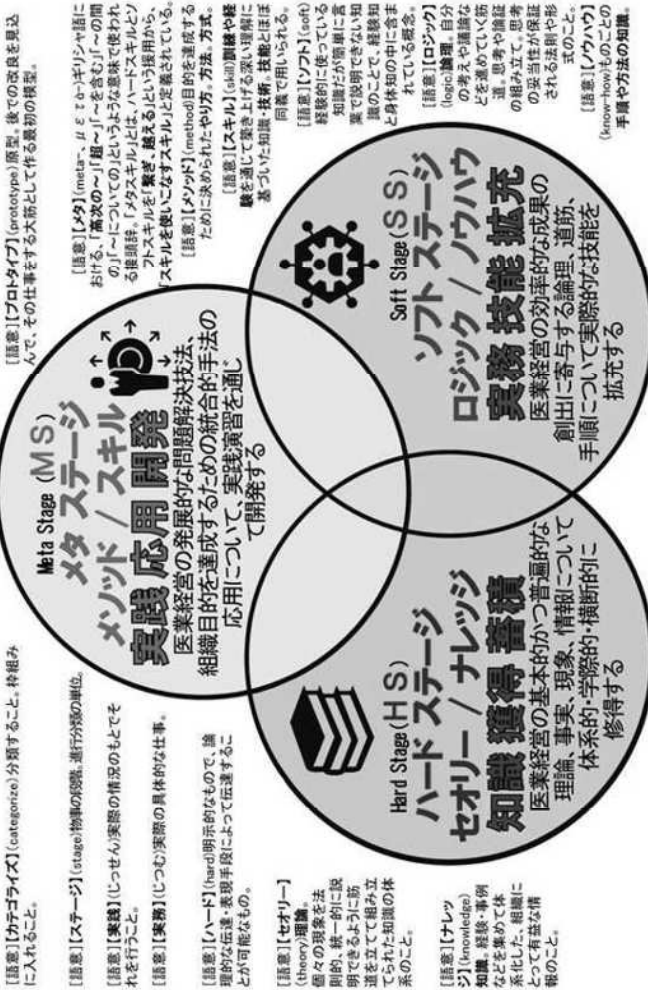 [語意]【カテゴライズ】(categorize)分類すること。枠組み
に入れること。
[語意]【ステージ】(stage)物事の段階。進行分類の単位。
[語意]【実践】(じっせん)実際の情況のもとでそ
れを行うこと。
[語意]【実務】(じつむ)実際の具体的な仕事。
[語意]【ハード】(hard)明示的なもので、論
理的な伝達・表現手段によって伝達するこ
とが可能なもの。
[語意]【セオリー】
(theory)理論。
個々の現象を法
則的、統一的に説
明できるように筋
道を立てて組み立
てられた知識の体
系のこと。
[語意]【ナレッ
ジ】(knowledge)
知識。経験・事例
などを集めて体
系化した、組織に
とって有益な情
報のこと。
Meta Stage(MS)
メタ ステージ
メソッド / スキル
実践 応用 開発
医業経営の発展的な問題解決技法、
組織目的を達成するための統合的手法の
応用について、実践演習を通じ
て開発する
Hard Stage(HS)
ハード ステージ
セオリー / ナレッジ
知識 獲得 蓄積
医業経営の基本的かつ普遍的な
理論、事実、現象、情報について
体系的・学際的・横断的に
修得する
Soft Stage(SS)
ソフト ステージ
ロジック / ノウハウ
実務 技能 拡充
医業経営の効率的な成果の
創出に寄与する論理、道筋、
手順について実際的な技能を
拡充する
[語意]【プロトタイプ】(prototype)原型。後での改良を見込
んで、その仕事をする大筋として作る最初の模型。
[語意]【メタ】(meta-、μετα-)ギリシャ語に
おける、「高次の~」「超~」「~を含む」「~の間
の」「~についての」というような意味で使われ
る接頭辞。「メタスキル」とは、ハードスキルとソ
フトスキルを「繋ぎ 越える」という援用から、
「スキルを使いこなすスキル」と定義されている。
[語意]【メソッド】(method)目的を達成する
ために決められたやり方。方法。方式。
[語意]【スキル】(skill)訓練や経
験を通じて築き上げる深い理解に
基づいた知識・技術。技能とほぼ
同義で用いられる。
[語意]【ソフト】(soft)
経験的に使っている
知識だが簡単に言
葉で説明できない知
識のことで、経験知
と身体知の中に含ま
れている概念。
[語意]【ロジック】
(logic)論理。自分
の考えや議論な
どを進めていく筋
道、思考や論証
の組み立て。思考
の妥当性が保証
される法則や形
式のこと。
[語意]【ノウハウ】
(know-how)ものごとの
手順や方法の知識。